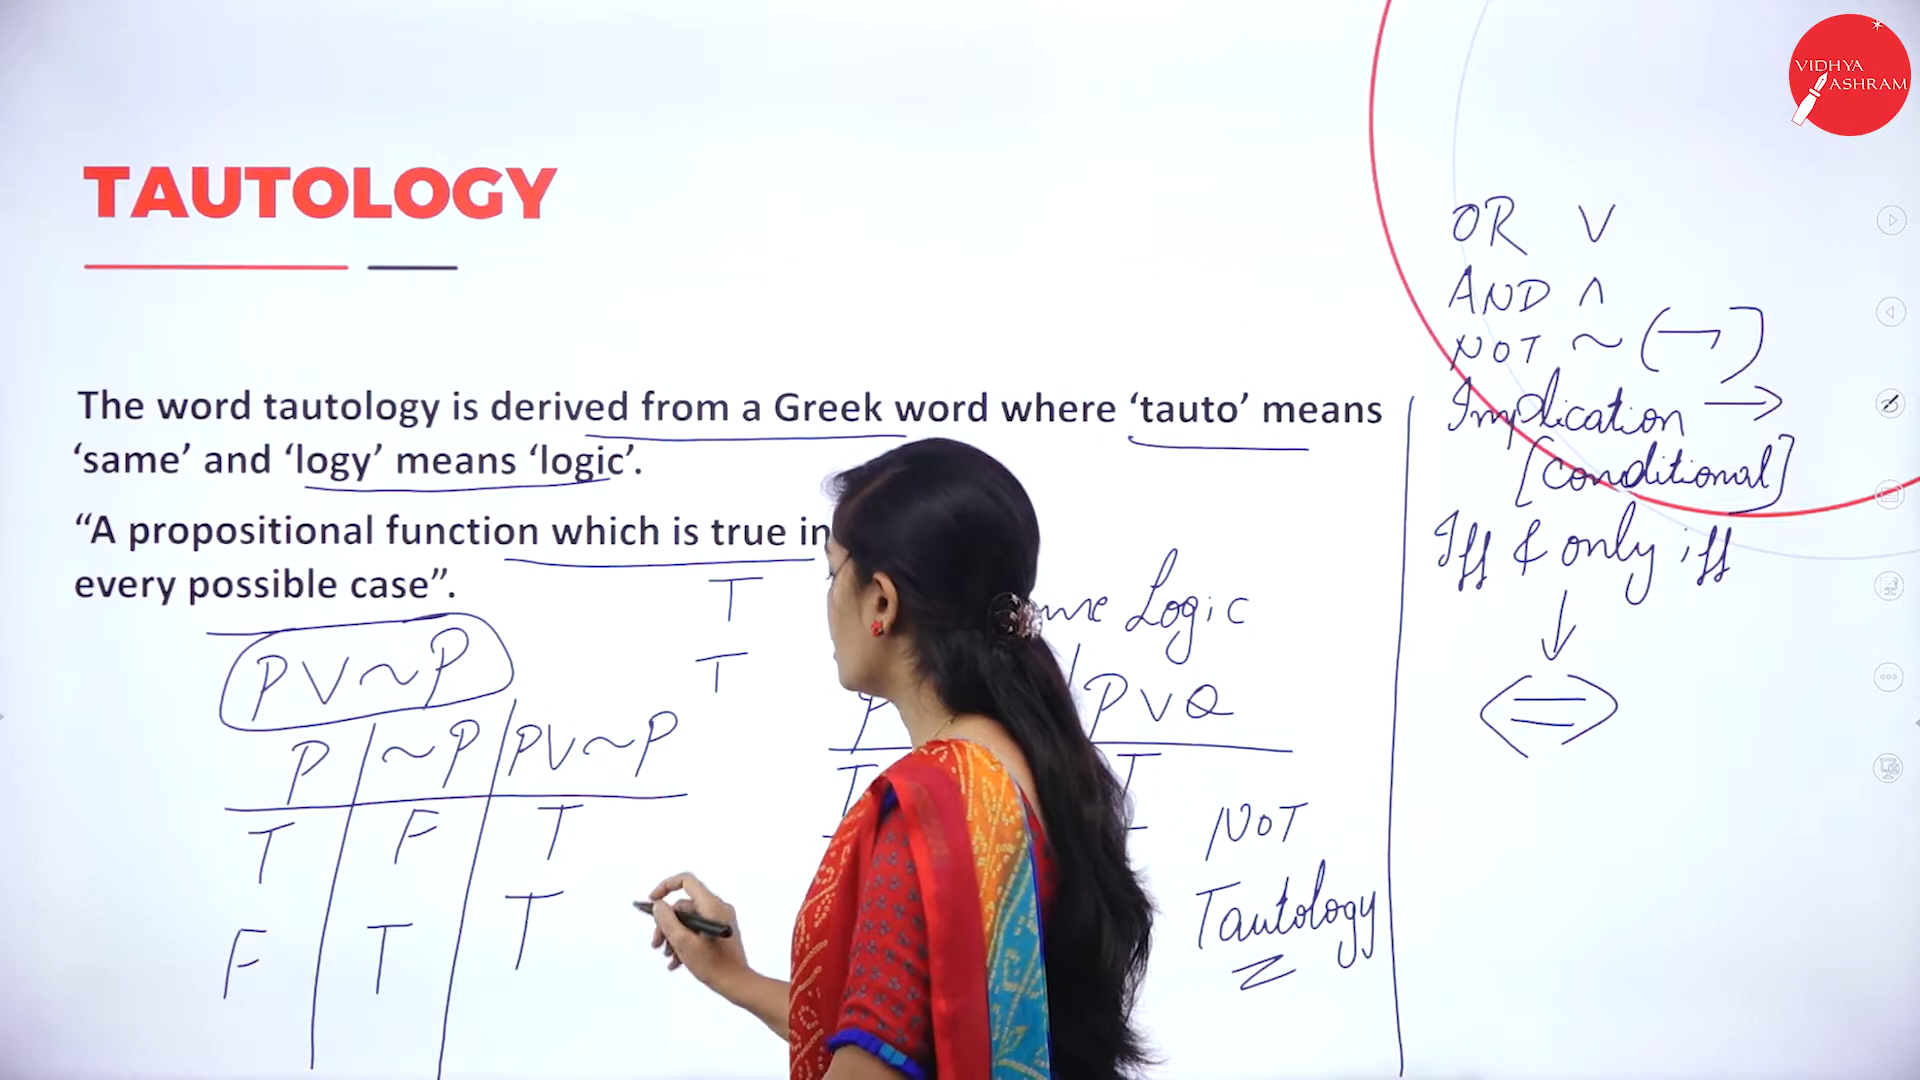 VIDHYA
ASHRAM
TAUTOLOGY
The word tautology is derived from a Greek word where ‘tauto’ means
‘same’ and ‘logy’ means ‘logic’.
“A propositional function which is true in
every possible case”.
T
T
Logic
P V ~ P
P ~P PV~P
T F T
F T T
P P V Q
T T
NOT
Tautology
OR V
AND ∧
NOT ~ (¬)
Implication →
[conditional]
Iff & only iff
↓
⟨=⟩